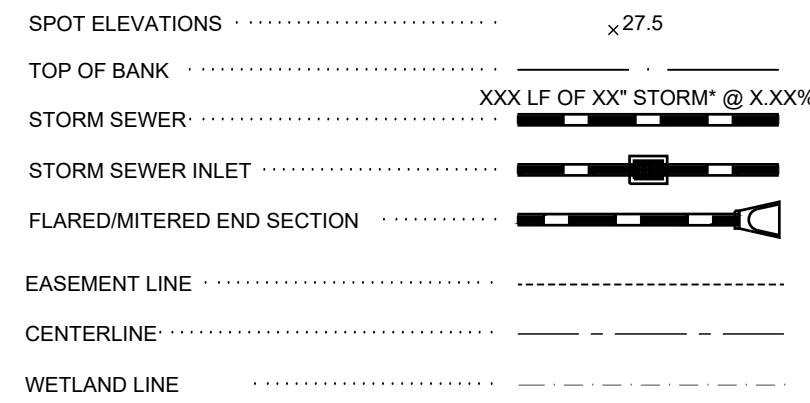 SPOT ELEVATIONS 27.5
TOP OF BANK
XXX LF OF XX" STORM* @ X.XX%
STORM SEWER
STORM SEWER INLET
FLARED/MITERED END SECTION
EASEMENT LINE
CENTERLINE
WETLAND LINE